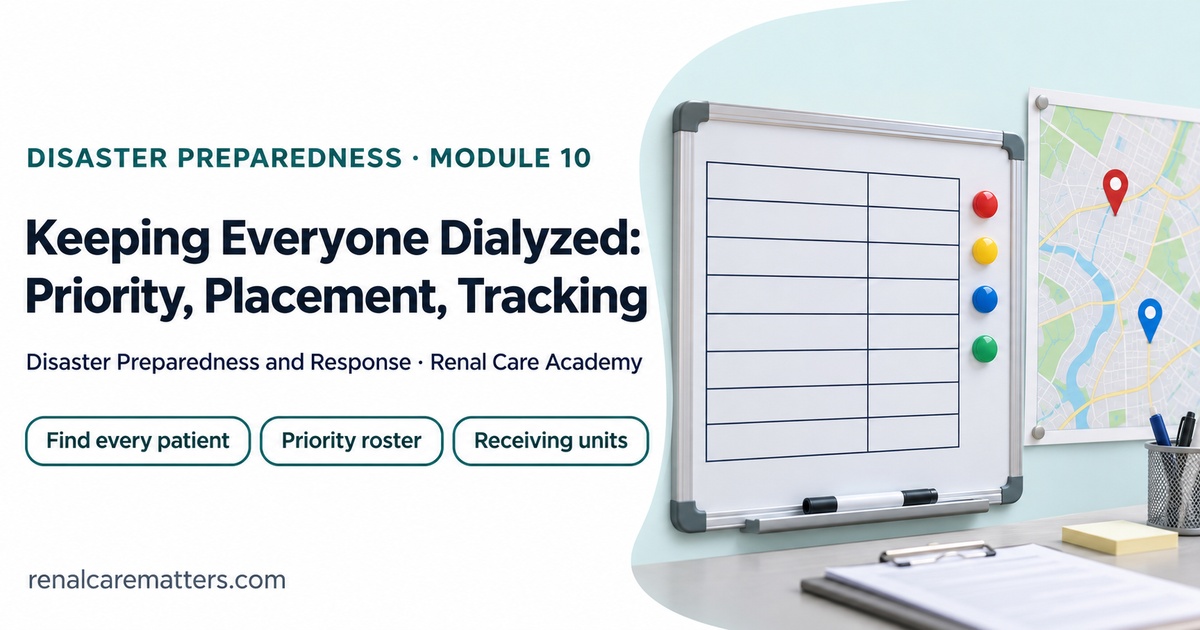 DISASTER PREPAREDNESS · MODULE 10
Keeping Everyone Dialyzed:
Priority, Placement, Tracking
Disaster Preparedness and Response · Renal Care Academy
Find every patient
Priority roster
Receiving units
renalcarematters.com